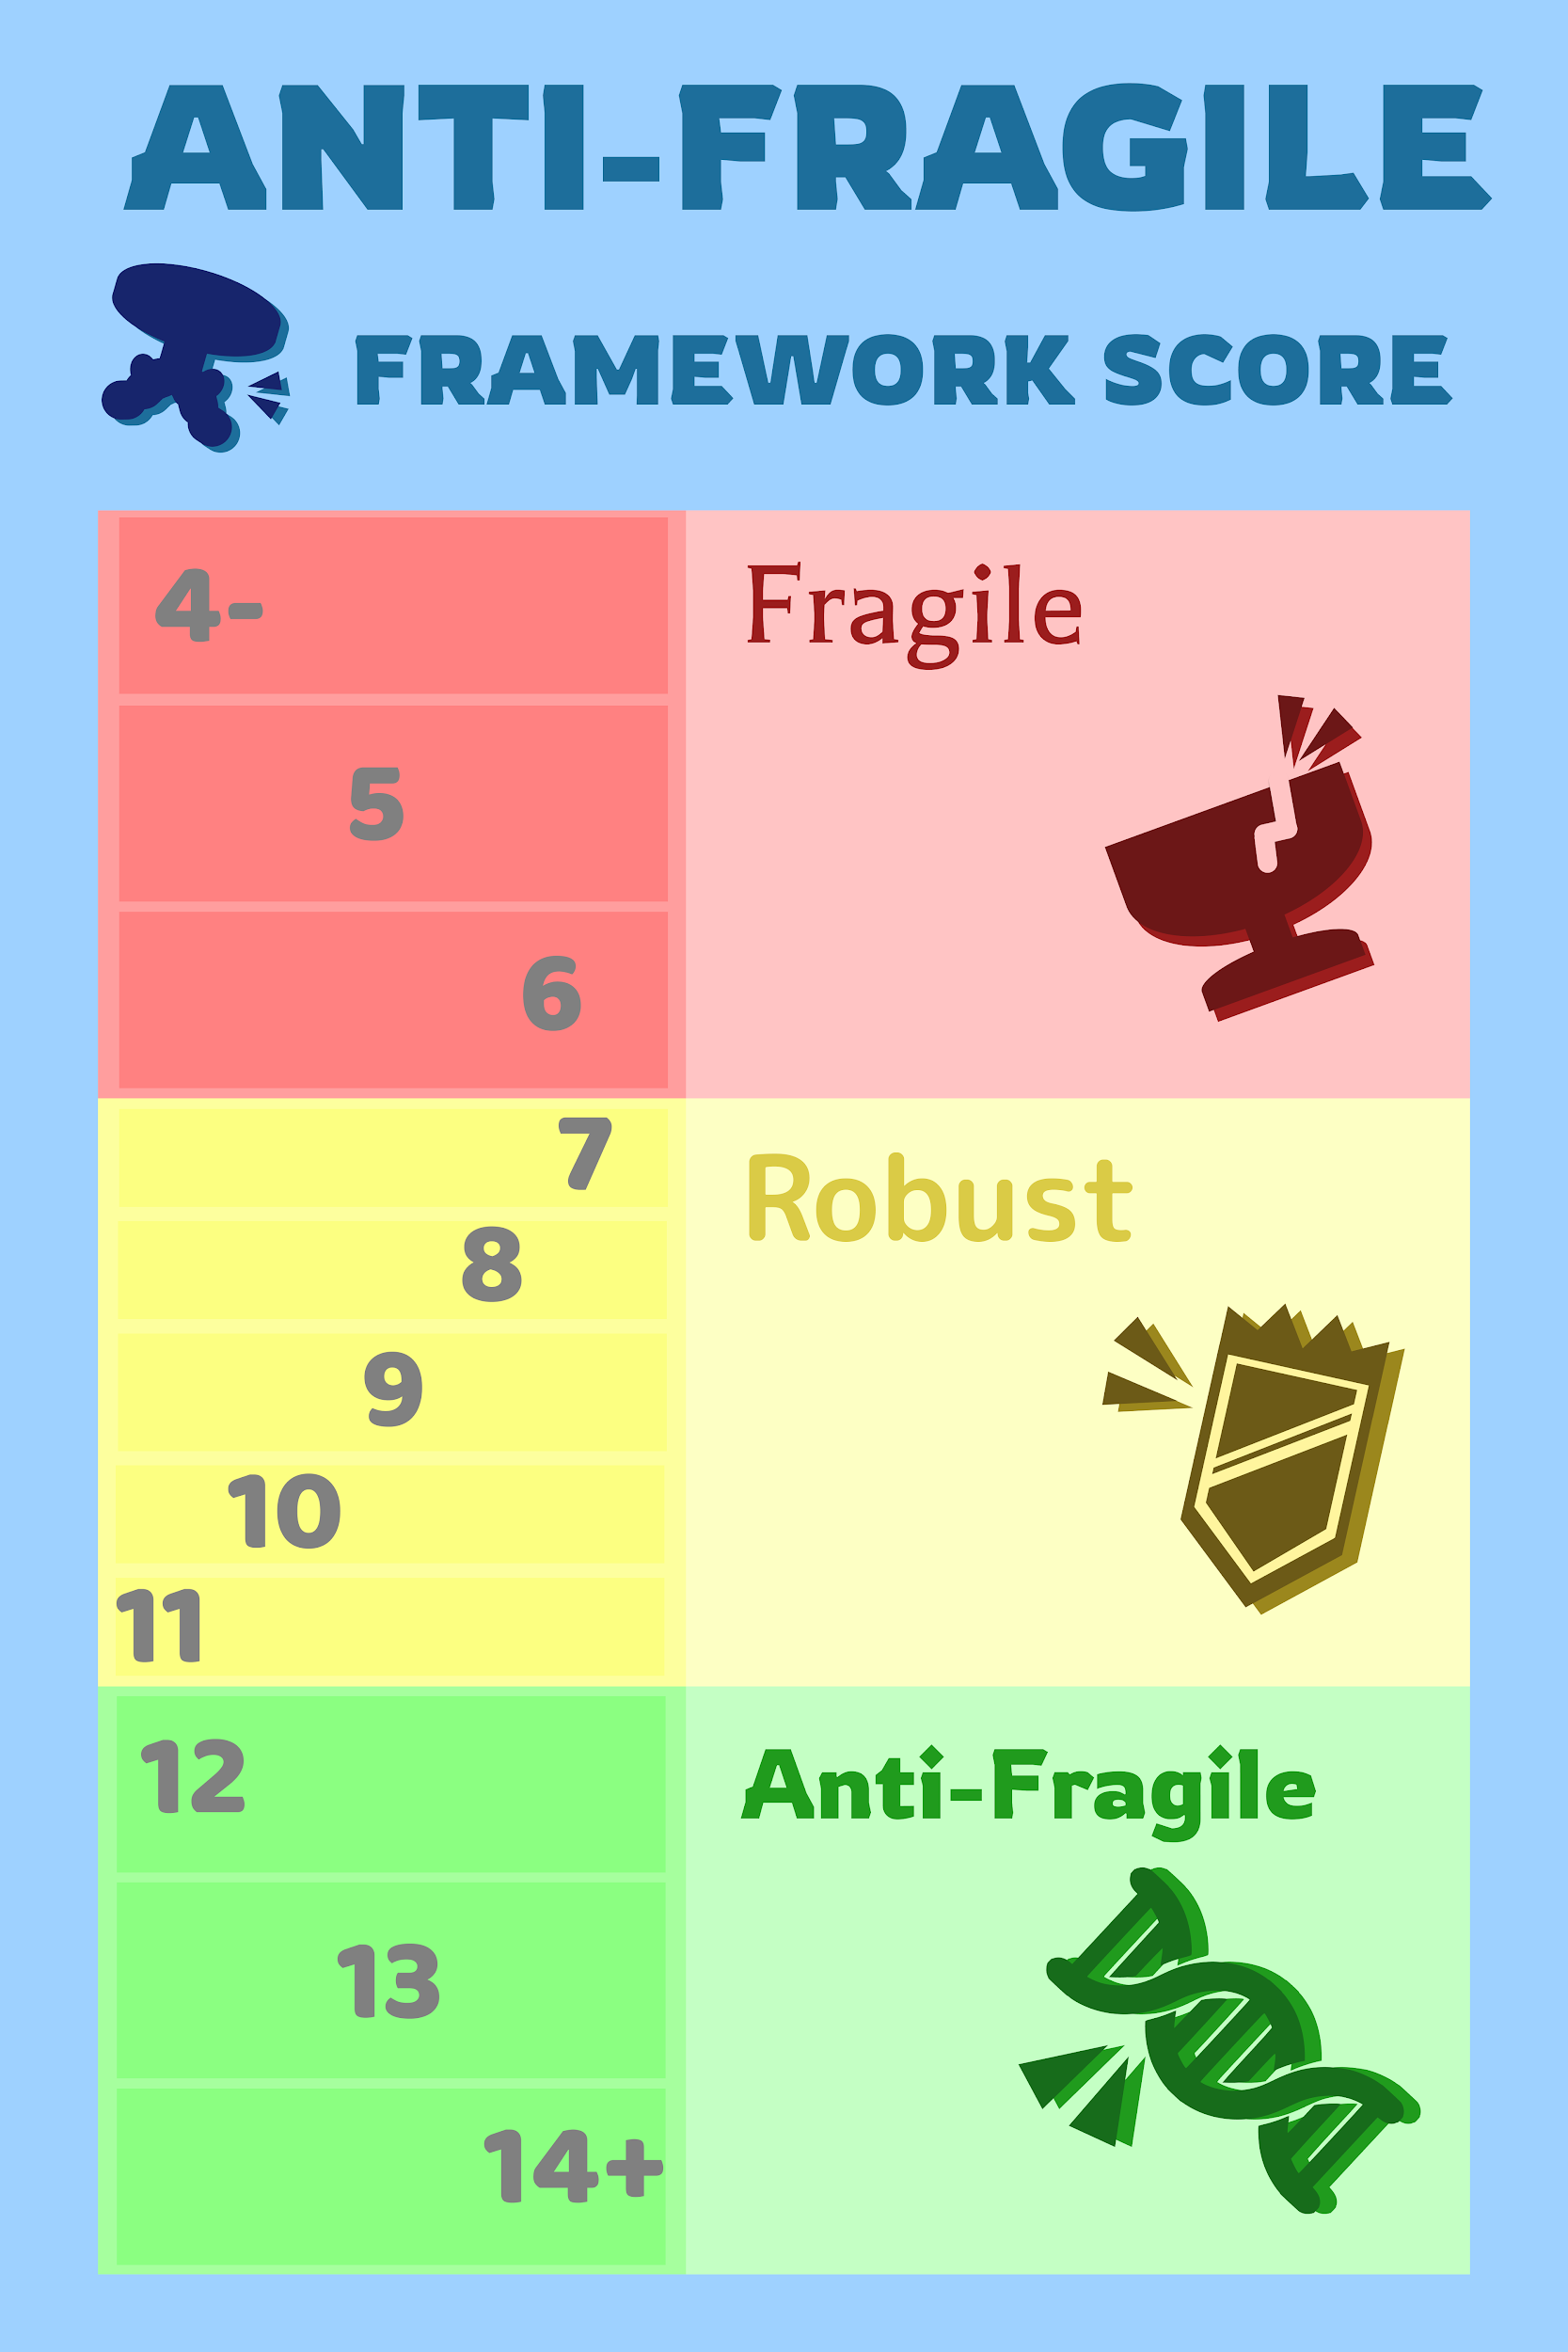 ANTI-FRAGILE
FRAMEWORK SCORE
4-
Fragile
5
6
7
Robust
8
9
10
11
12
Anti-Fragile
13
14+